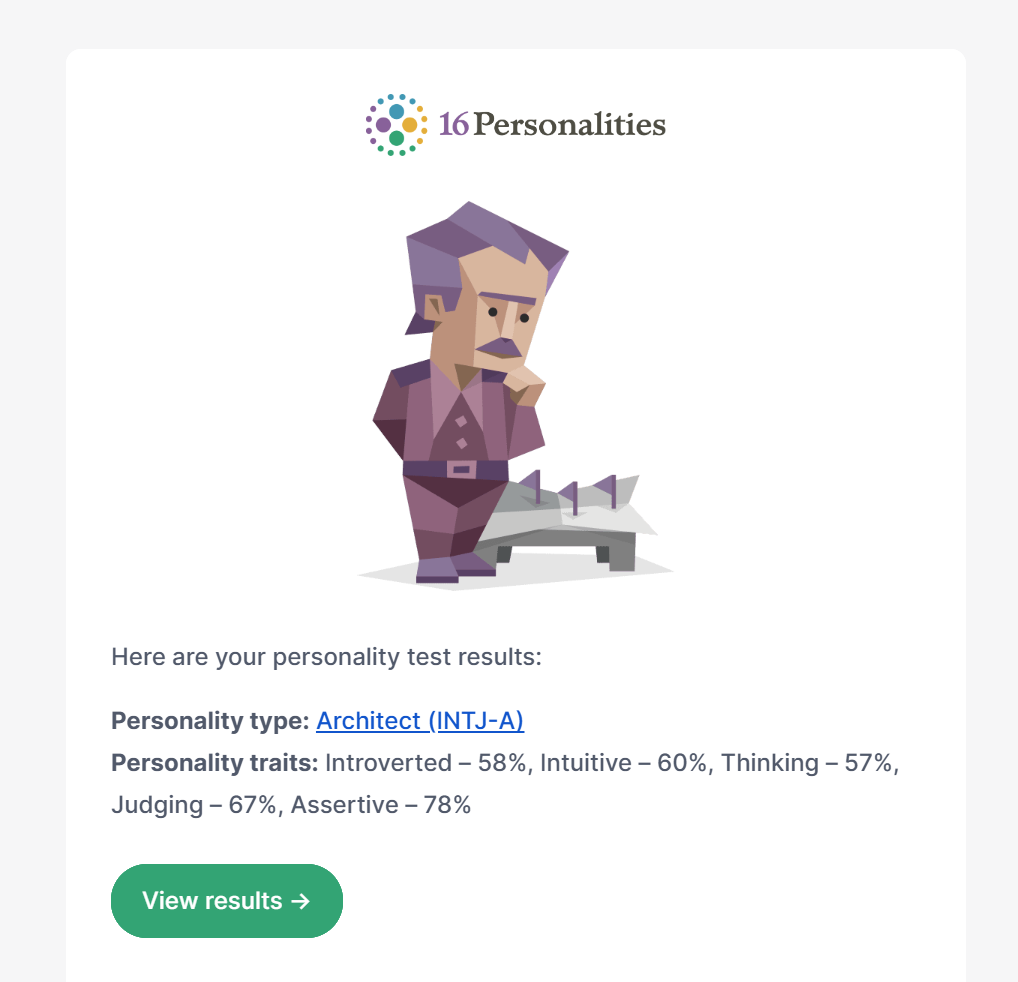 16Personalities
Here are your personality test results:
Personality type: Architect (INTJ-A)
Personality traits: Introverted – 58%, Intuitive – 60%, Thinking – 57%,
Judging – 67%, Assertive – 78%
View results →